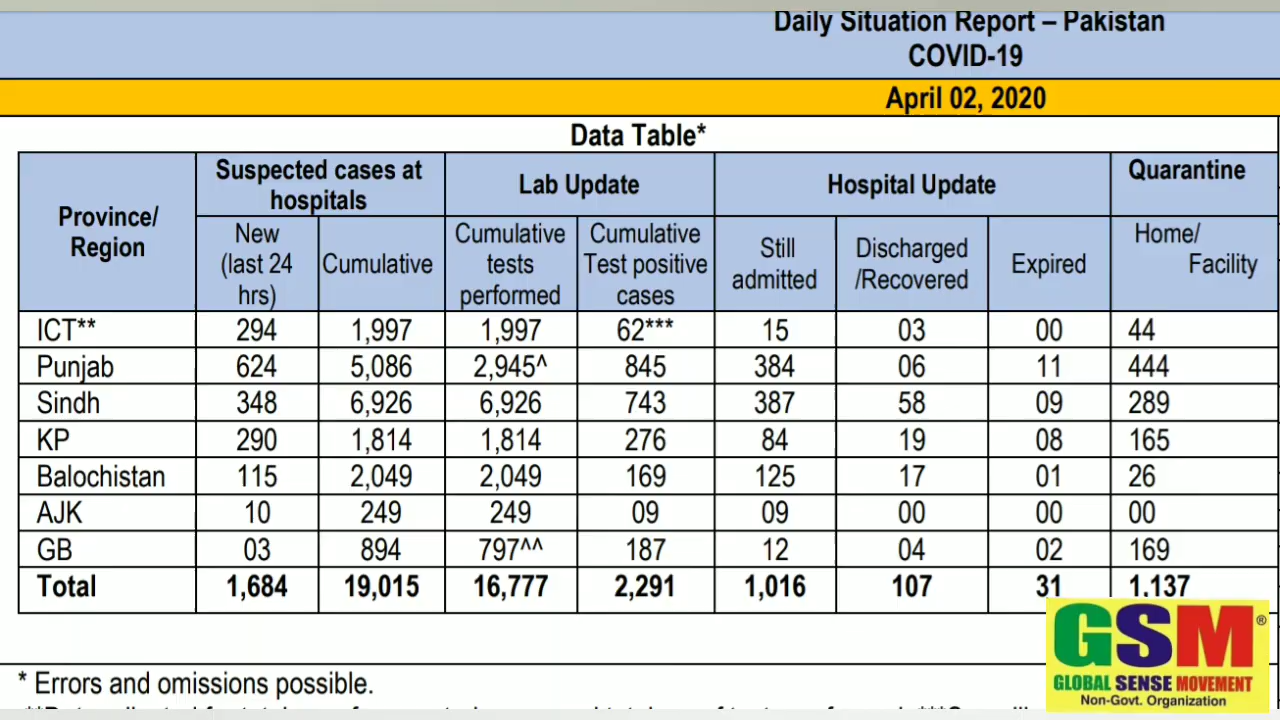 Daily Situation Report – Pakistan
COVID-19
April 02, 2020
Data Table*
Province/ Region | Suspected cases at hospitals | Lab Update | Hospital Update | Quarantine
New (last 24 hrs) | Cumulative | Cumulative tests performed | Cumulative Test positive cases | Still admitted | Discharged /Recovered | Expired | Home/ Facility
ICT** 294 1,997 1,997 62*** 15 03 00 44
Punjab 624 5,086 2,945^ 845 384 06 11 444
Sindh 348 6,926 6,926 743 387 58 09 289
KP 290 1,814 1,814 276 84 19 08 165
Balochistan 115 2,049 2,049 169 125 17 01 26
AJK 10 249 249 09 09 00 00 00
GB 03 894 797^^ 187 12 04 02 169
Total 1,684 19,015 16,777 2,291 1,016 107 31 1,137
* Errors and omissions possible.
GSM®
GLOBAL SENSE MOVEMENT
Non-Govt. Organization